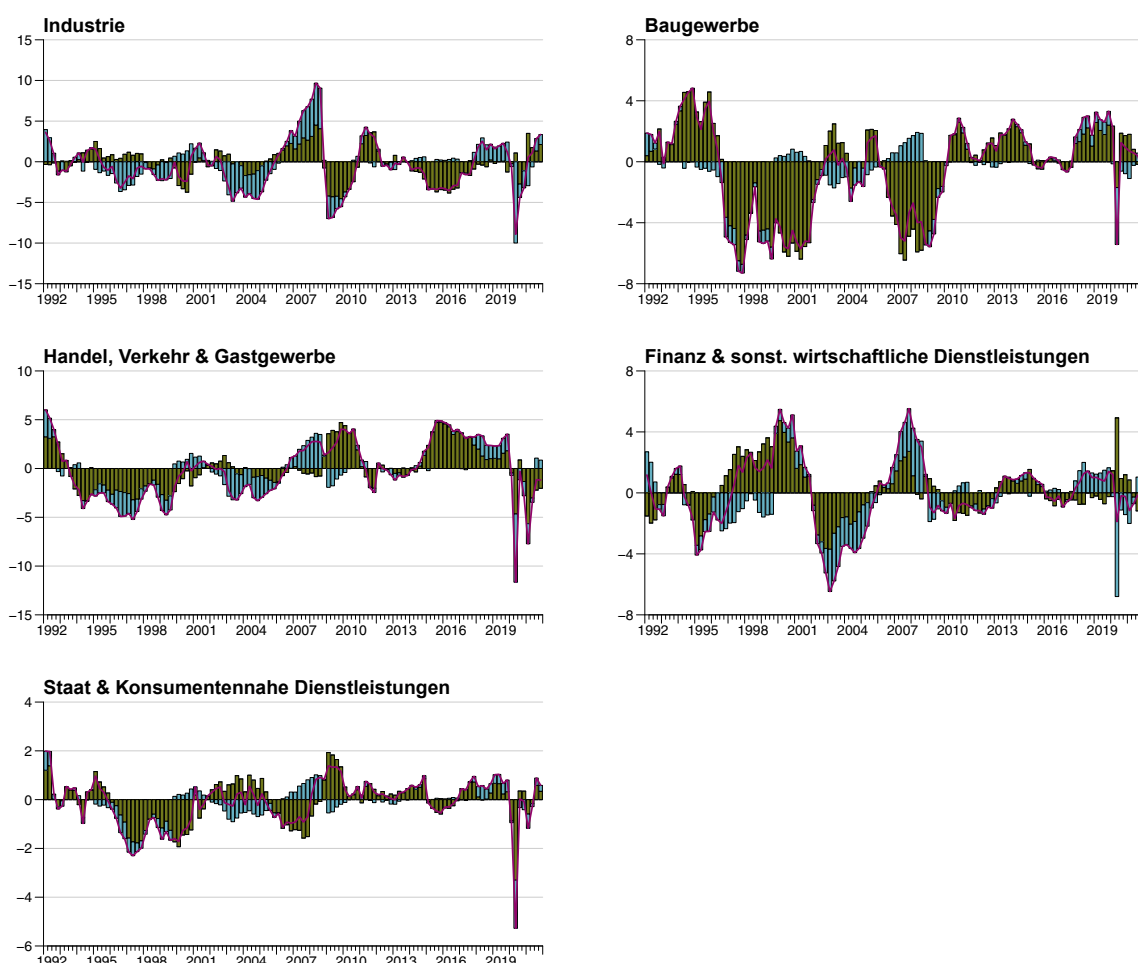 Industrie
15
10
5
0
−5
−10
−15
1992 1995 1998 2001 2004 2007 2010 2013 2016 2019
Baugewerbe
8
4
0
−4
−8
1992 1995 1998 2001 2004 2007 2010 2013 2016 2019
Handel, Verkehr & Gastgewerbe
10
5
0
−5
−10
−15
1992 1995 1998 2001 2004 2007 2010 2013 2016 2019
Finanz & sonst. wirtschaftliche Dienstleistungen
8
4
0
−4
−8
1992 1995 1998 2001 2004 2007 2010 2013 2016 2019
Staat & Konsumentennahe Dienstleistungen
4
2
0
−2
−4
−6
1992 1995 1998 2001 2004 2007 2010 2013 2016 2019